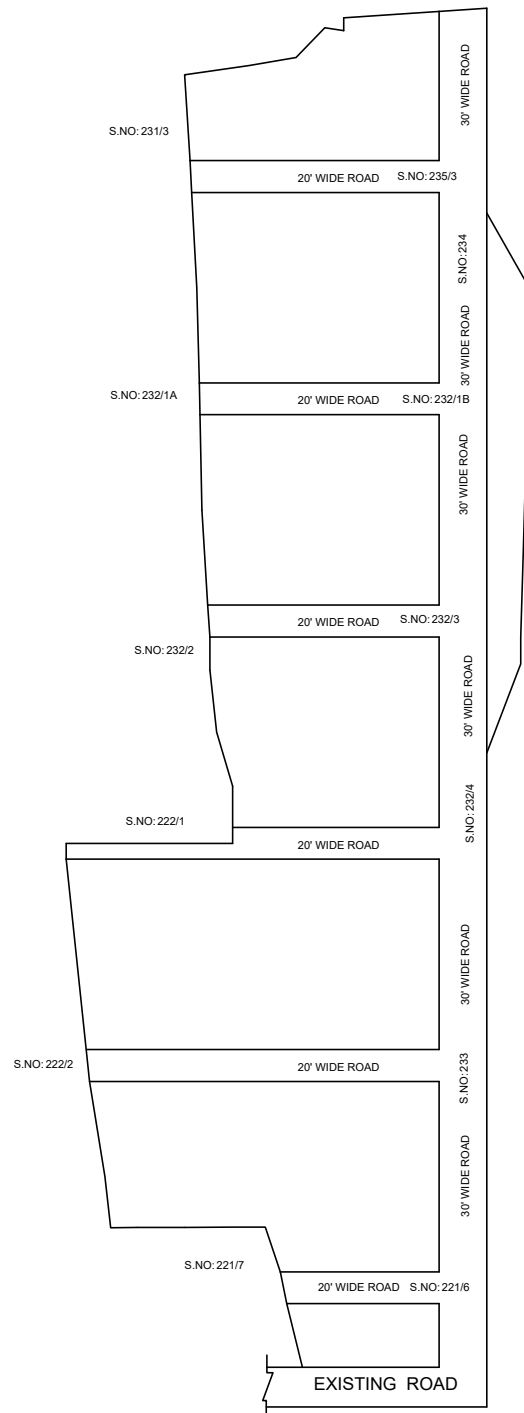 30' WIDE ROAD
S.NO: 231/3
20' WIDE ROAD
S.NO: 235/3
S.NO: 234
30' WIDE ROAD
S.NO: 232/1A
20' WIDE ROAD
S.NO: 232/1B
30' WIDE ROAD
20' WIDE ROAD
S.NO: 232/3
S.NO: 232/2
30' WIDE ROAD
S.NO: 232/4
S.NO: 222/1
20' WIDE ROAD
30' WIDE ROAD
S.NO: 222/2
20' WIDE ROAD
S.NO: 233
30' WIDE ROAD
S.NO: 221/7
20' WIDE ROAD
S.NO: 221/6
EXISTING ROAD